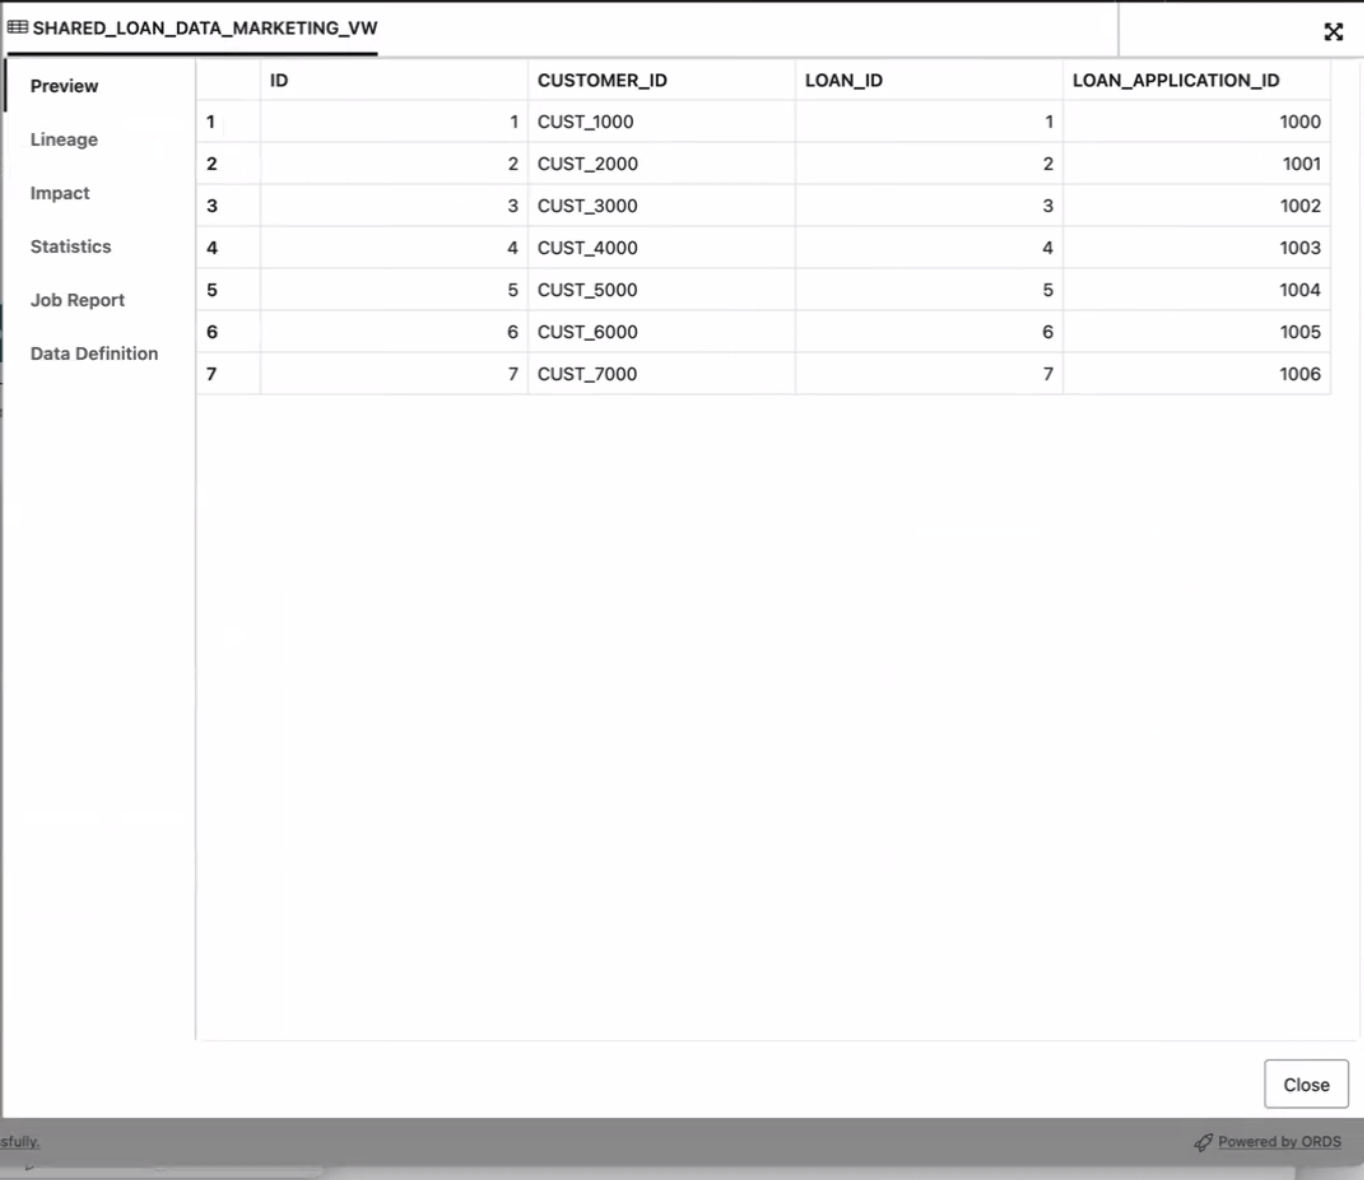 SHARED_LOAN_DATA_MARKETING_VW
Preview
Lineage
Impact
Statistics
Job Report
Data Definition
ID CUSTOMER_ID LOAN_ID LOAN_APPLICATION_ID
1 1 CUST_1000 1 1000
2 2 CUST_2000 2 1001
3 3 CUST_3000 3 1002
4 4 CUST_4000 4 1003
5 5 CUST_5000 5 1004
6 6 CUST_6000 6 1005
7 7 CUST_7000 7 1006
Close
sfully.
Powered by ORDS